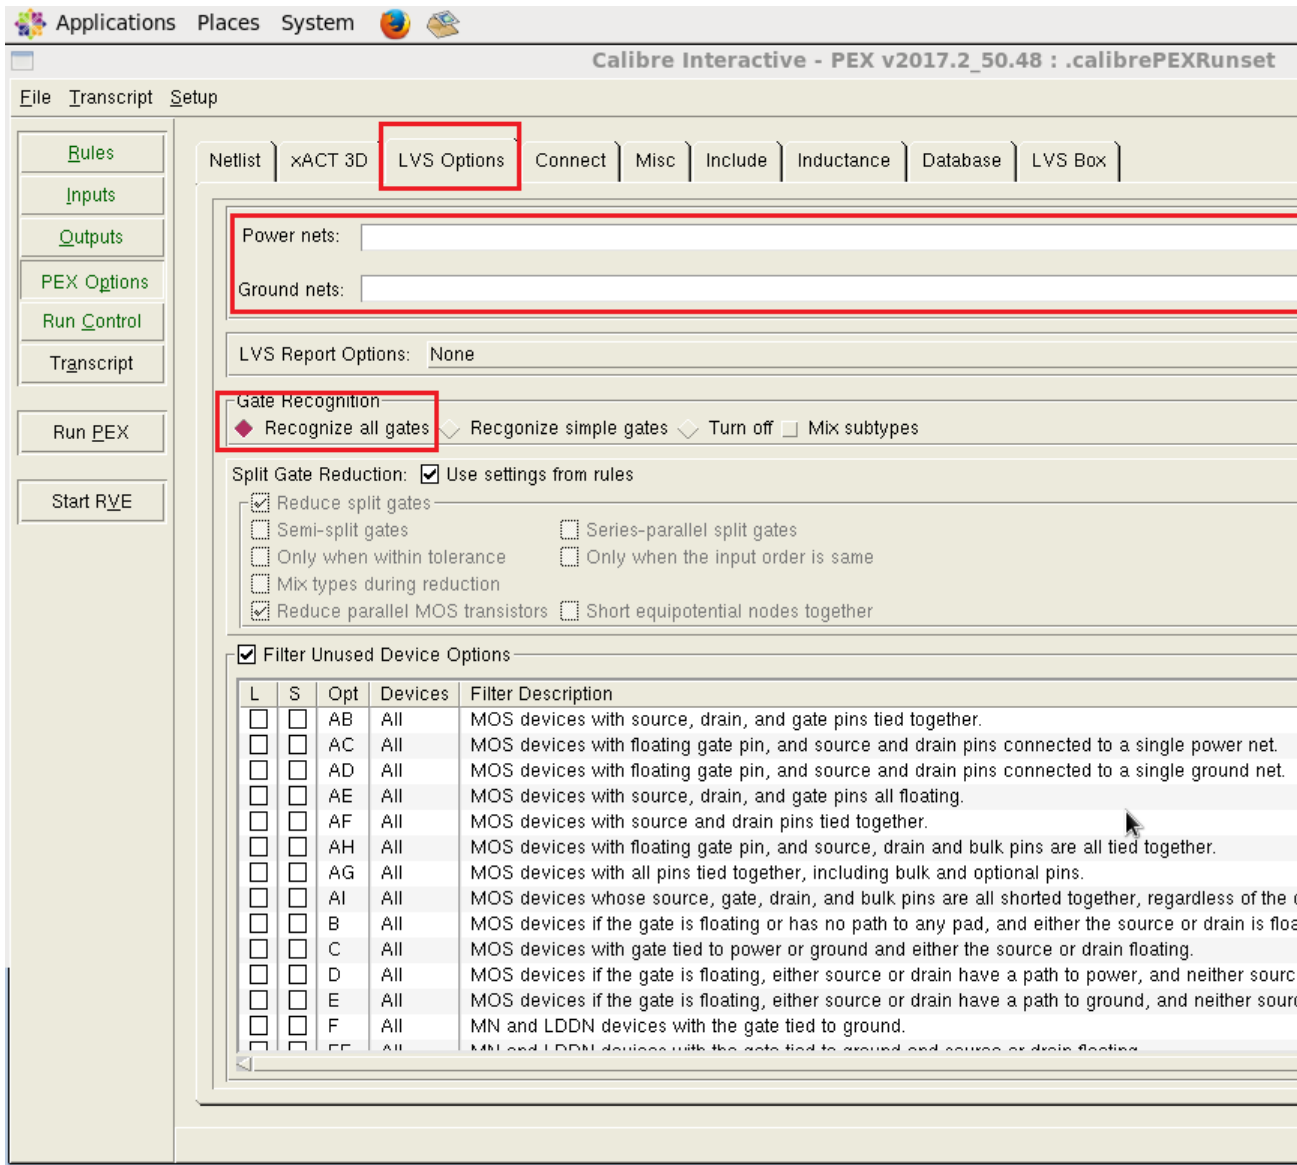 Applications Places System
Calibre Interactive - PEX v2017.2_50.48 : .calibrePEXRunset
File Transcript Setup
Rules
Inputs
Outputs
PEX Options
Run Control
Transcript
Run PEX
Start RVE
Netlist xACT 3D LVS Options Connect Misc Include Inductance Database LVS Box
Power nets:
Ground nets:
LVS Report Options: None
Gate Recognition
Recognize all gates Recgonize simple gates Turn off Mix subtypes
Split Gate Reduction: Use settings from rules
Reduce split gates
Semi-split gates Series-parallel split gates
Only when within tolerance Only when the input order is same
Mix types during reduction
Reduce parallel MOS transistors Short equipotential nodes together
Filter Unused Device Options
L S Opt Devices Filter Description
AB All MOS devices with source, drain, and gate pins tied together.
AC All MOS devices with floating gate pin, and source and drain pins connected to a single power net.
AD All MOS devices with floating gate pin, and source and drain pins connected to a single ground net.
AE All MOS devices with source, drain, and gate pins all floating.
AF All MOS devices with source and drain pins tied together.
AH All MOS devices with floating gate pin, and source, drain and bulk pins are all tied together.
AG All MOS devices with all pins tied together, including bulk and optional pins.
AI All MOS devices whose source, gate, drain, and bulk pins are all shorted together, regardless of the
B All MOS devices if the gate is floating or has no path to any pad, and either the source or drain is
C All MOS devices with gate tied to power or ground and either the source or drain floating.
D All MOS devices if the gate is floating, either source or drain have a path to power, and neither
E All MOS devices if the gate is floating, either source or drain have a path to ground, and neither
F All MN and LDDN devices with the gate tied to ground.
All MN and LDDN devices with the gate tied to ground and source or drain floating.